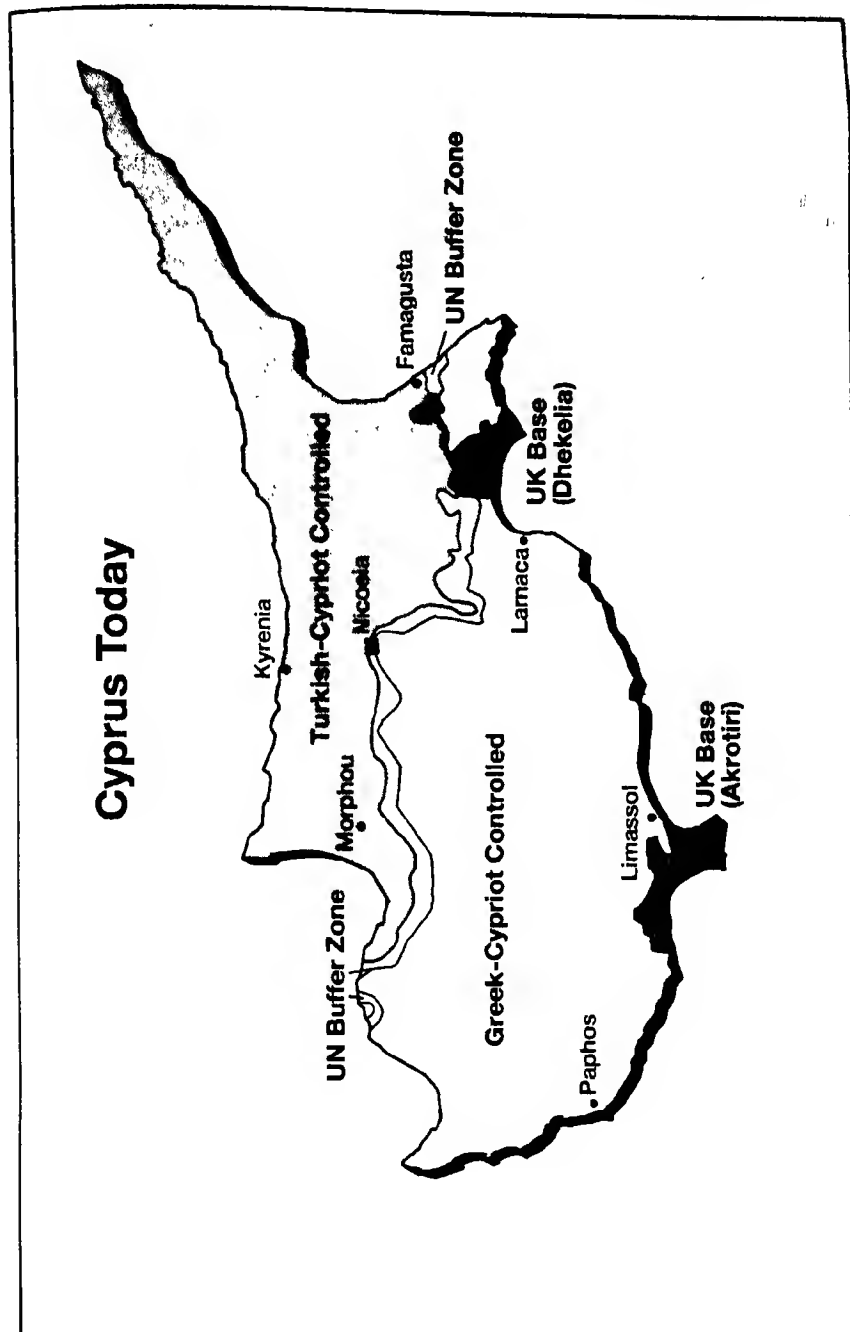 Cyprus Today
Kyrenia
Turkish-Cypriot Controlled
Nicosia
Morphou
UN Buffer Zone
Famagusta
UN Buffer Zone
Greek-Cypriot Controlled
Larnaca
UK Base
(Dhekelia)
Limassol
UK Base
(Akrotiri)
Paphos